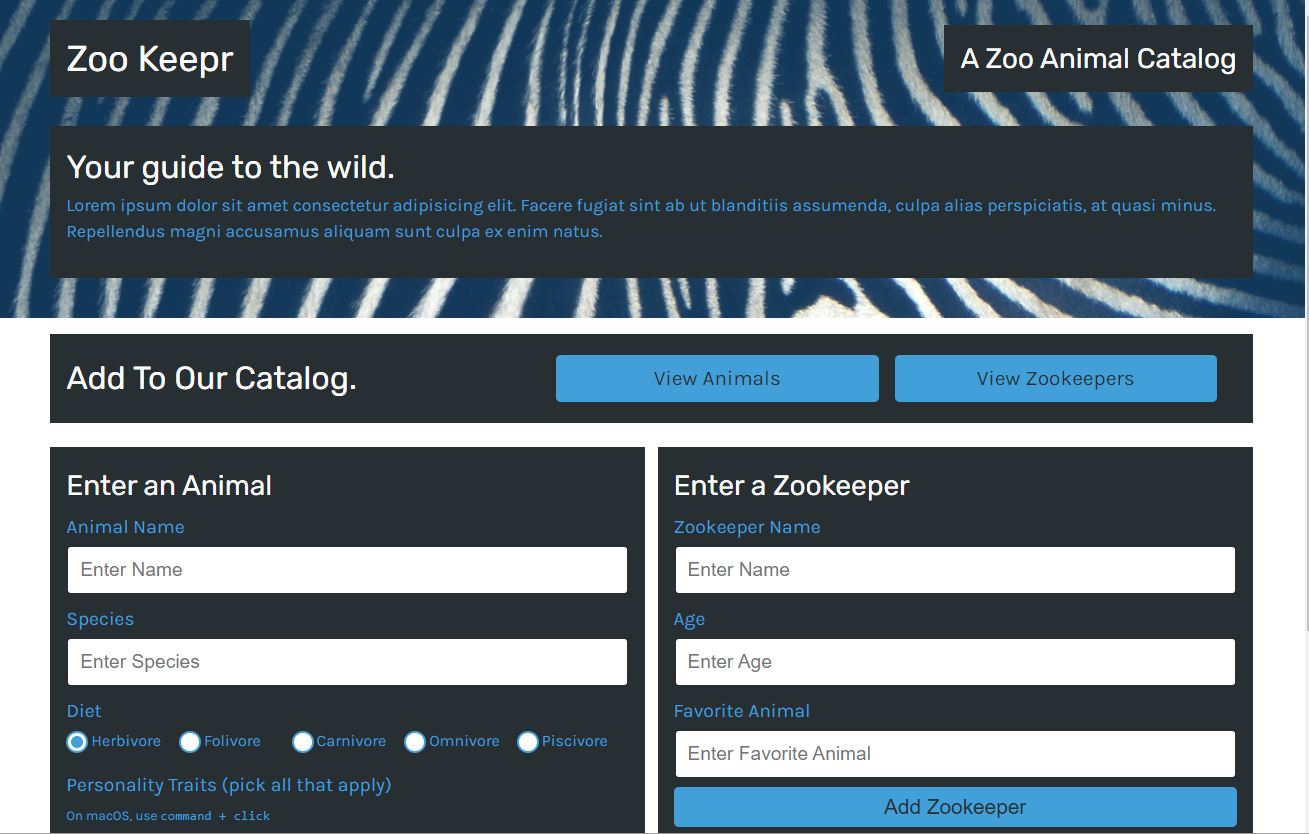 Zoo Keepr
A Zoo Animal Catalog
Your guide to the wild.
Lorem ipsum dolor sit amet consectetur adipisicing elit. Facere fugiat sint ab ut blanditiis assumenda, culpa alias perspiciatis, at quasi minus.
Repellendus magni accusamus aliquam sunt culpa ex enim natus.
Add To Our Catalog.
View Animals
View Zookeepers
Enter an Animal
Animal Name
Enter Name
Species
Enter Species
Diet
Herbivore Folivore Carnivore Omnivore Piscivore
Personality Traits (pick all that apply)
On macOS, use command + click
Enter a Zookeeper
Zookeeper Name
Enter Name
Age
Enter Age
Favorite Animal
Enter Favorite Animal
Add Zookeeper